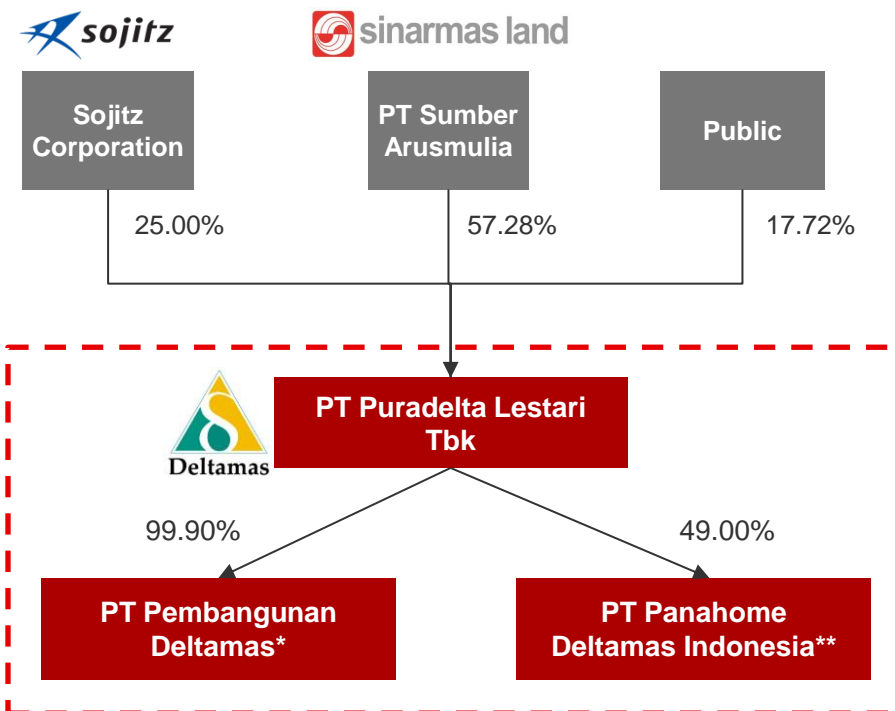 sojitz
sinarmas land
Sojitz
Corporation
PT Sumber
Arusmulia
Public
25.00%
57.28%
17.72%
PT Puradelta Lestari
Tbk
Deltamas
99.90%
49.00%
PT Pembangunan
Deltamas*
PT Panahome
Deltamas Indonesia**